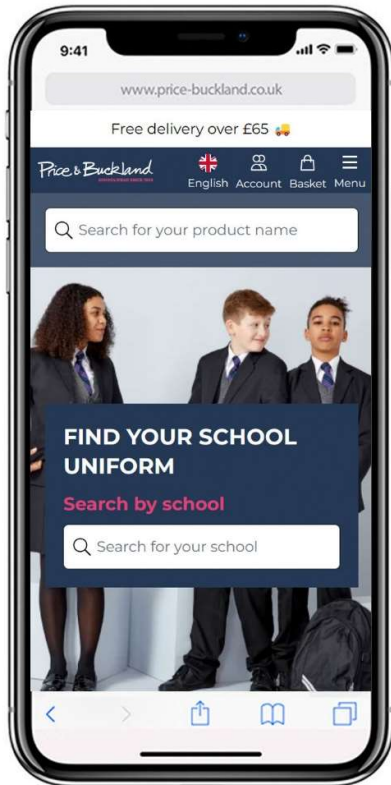 9:41
www.price-buckland.co.uk
Free delivery over £65 🚚
Price & Buckland
English Account Basket Menu
Search for your product name
FIND YOUR SCHOOL
UNIFORM
Search by school
Search for your school